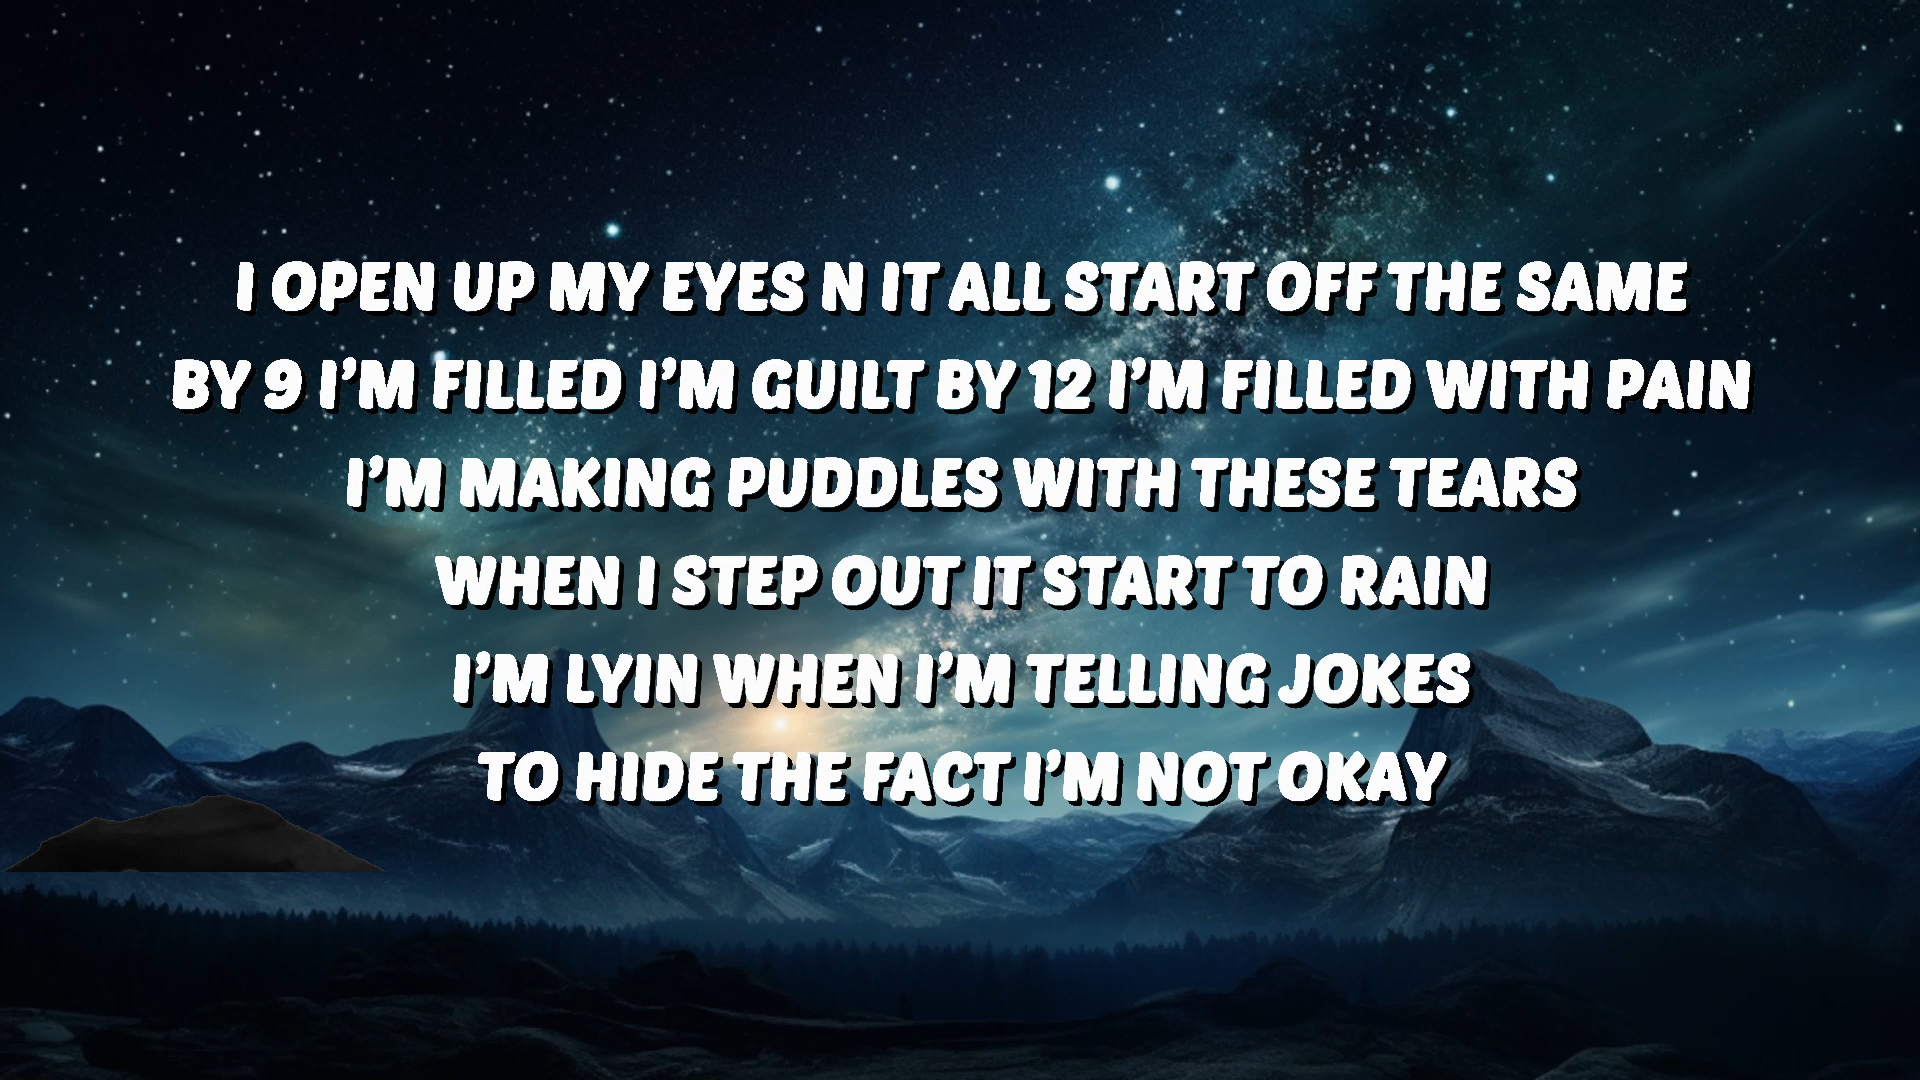 I OPEN UP MY EYES N IT ALL START OFF THE SAME
BY 9 I’M FILLED I’M GUILT BY 12 I’M FILLED WITH PAIN
I’M MAKING PUDDLES WITH THESE TEARS
WHEN I STEP OUT IT START TO RAIN
I’M LYIN WHEN I’M TELLING JOKES
TO HIDE THE FACT I’M NOT OKAY